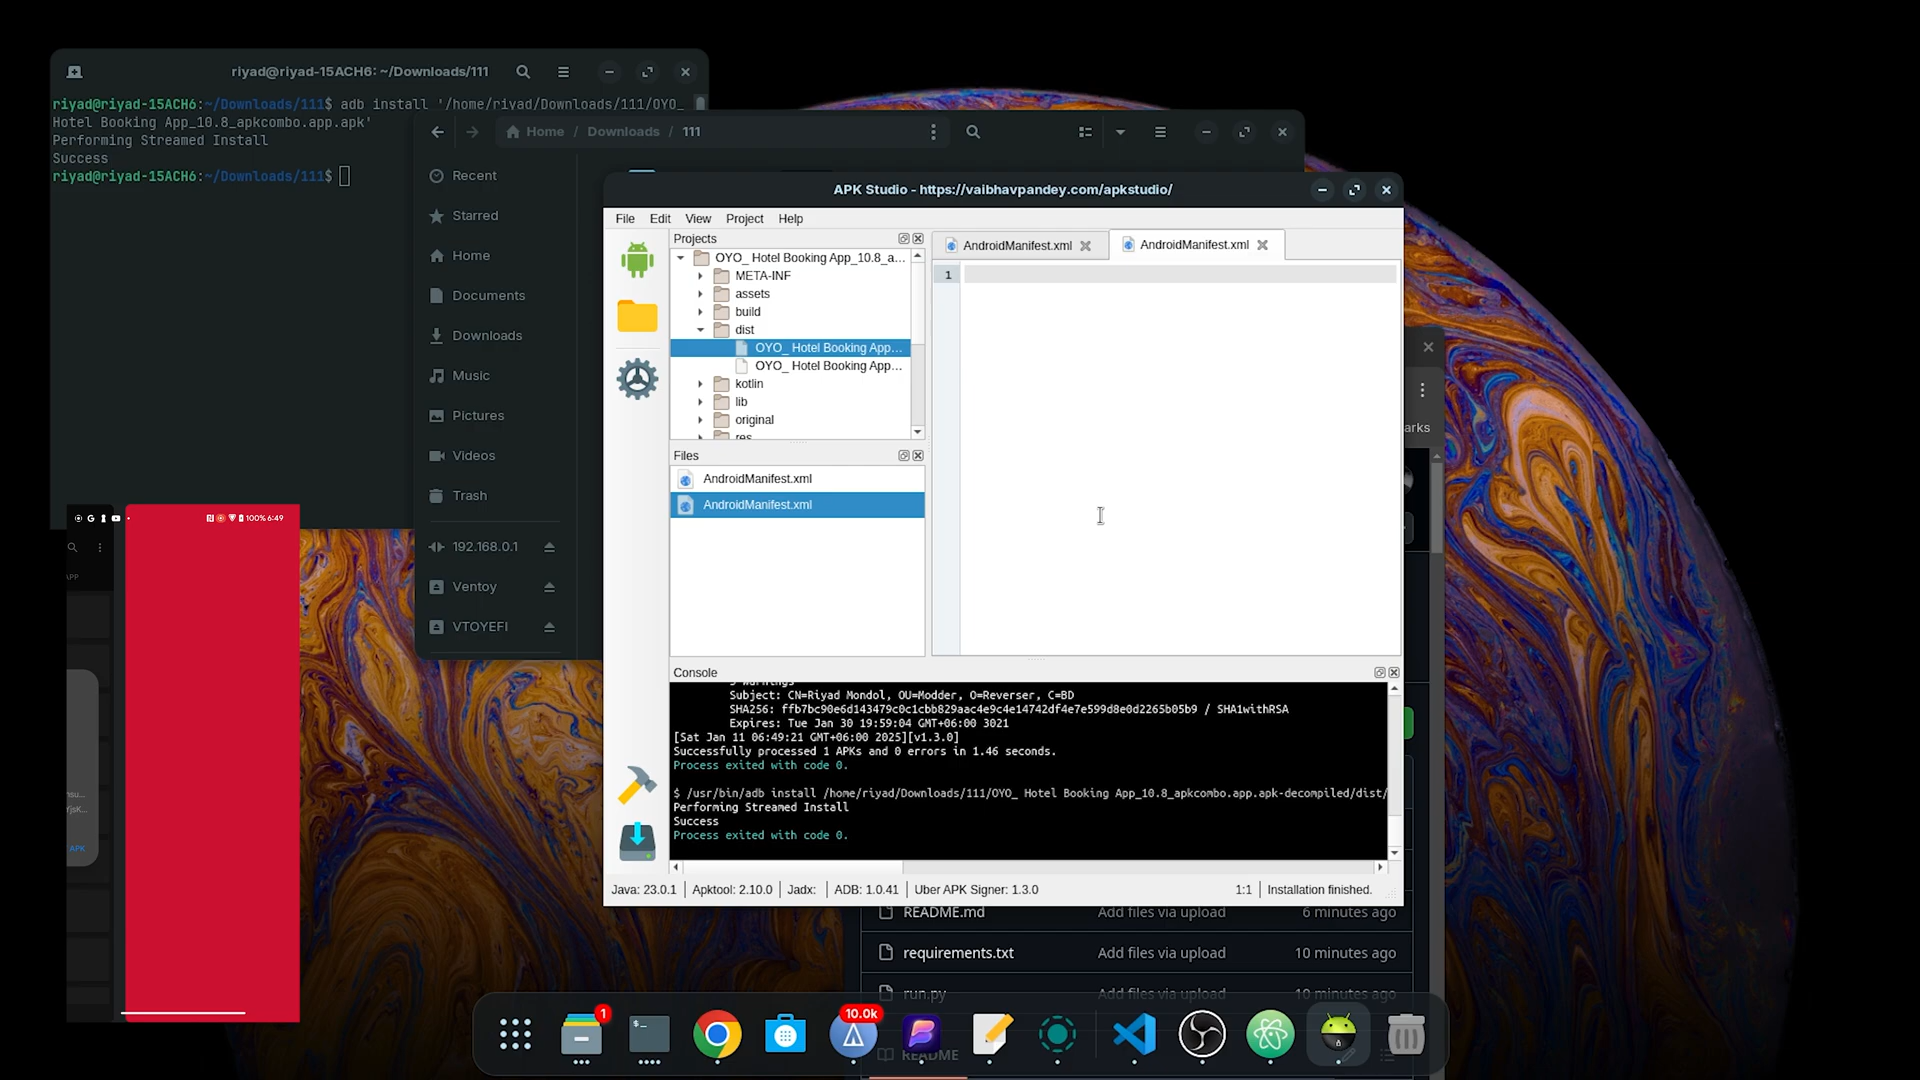 riyad@riyad-15ACH6: ~/Downloads/111
riyad@riyad-15ACH6:~/Downloads/111$ adb install '/home/riyad/Downloads/111/OYO_
Hotel Booking App_10.8_apkcombo.app.apk'
Performing Streamed Install
Success
riyad@riyad-15ACH6:~/Downloads/111$
Home / Downloads / 111
Recent
Starred
Home
Documents
Downloads
Music
Pictures
Videos
Trash
192.168.0.1
Ventoy
VTOYEFI
APK Studio - https://vaibhavpandey.com/apkstudio/
File Edit View Project Help
Projects
OYO_ Hotel Booking App_10.8_a...
META-INF
assets
build
dist
OYO_ Hotel Booking App...
OYO_ Hotel Booking App...
kotlin
lib
original
res
Files
AndroidManifest.xml
AndroidManifest.xml
AndroidManifest.xml
AndroidManifest.xml
1
Console
Subject: CN=Riyad Mondol, OU=Modder, O=Reverser, C=BD
SHA256: ffb7bc90e6d143479c0c1cbb829aac4e9c4e14742df4e7e599d8e0d2265b05b9 / SHA1withRSA
Expires: Tue Jan 30 19:59:04 GMT+06:00 3021
[Sat Jan 11 06:49:21 GMT+06:00 2025][v1.3.0]
Successfully processed 1 APKs and 0 errors in 1.46 seconds.
Process exited with code 0.
$ /usr/bin/adb install /home/riyad/Downloads/111/OYO_ Hotel Booking App_10.8_apkcombo.app.apk-decompiled/dist/
Performing Streamed Install
Success
Process exited with code 0.
Java: 23.0.1 Apktool: 2.10.0 Jadx: ADB: 1.0.41 Uber APK Signer: 1.3.0 1:1 Installation finished.
arks
README.md Add files via upload 6 minutes ago
requirements.txt Add files via upload 10 minutes ago
run.py Add files via upload 10 minutes ago
README
100% 6:49
APP
APK
1
10.0k